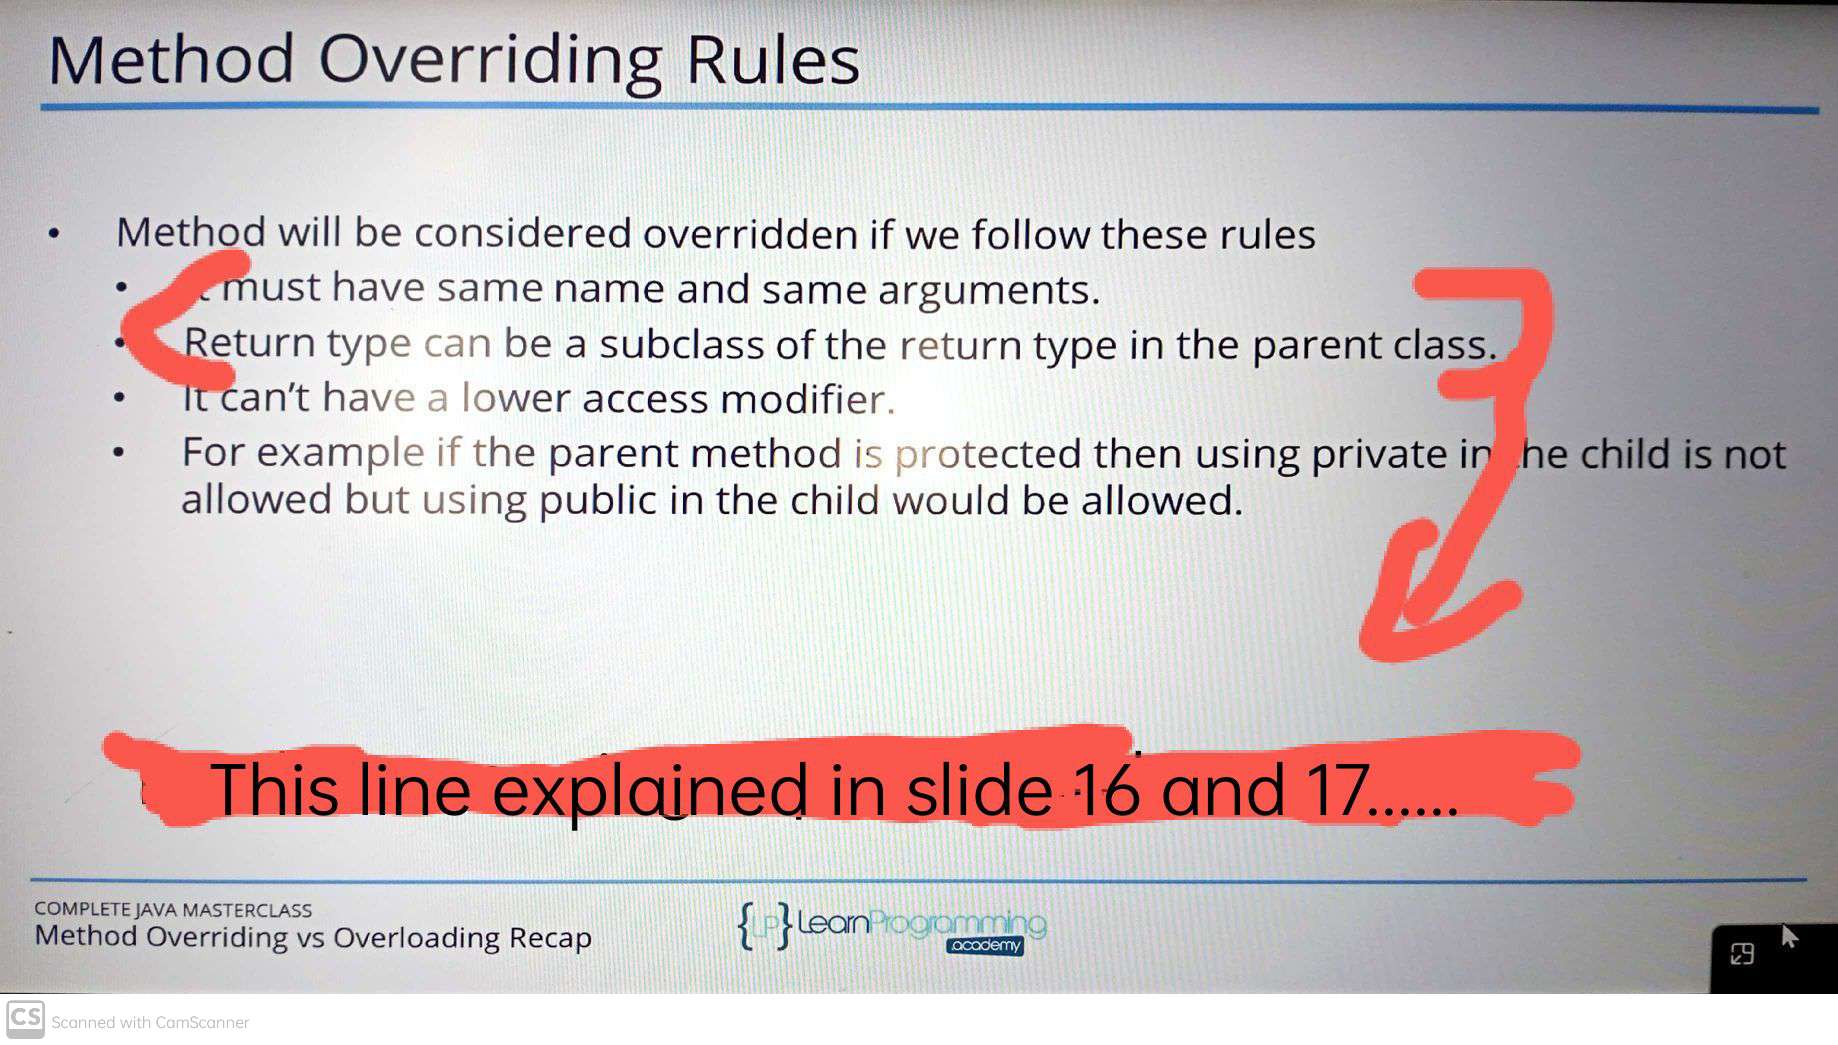 Method Overriding Rules
• Method will be considered overridden if we follow these rules
• must have same name and same arguments.
• Return type can be a subclass of the return type in the parent class.
• It can't have a lower access modifier.
• For example if the parent method is protected then using private in he child is not
allowed but using public in the child would be allowed.
This line explained in slide 16 and 17......
COMPLETE JAVA MASTERCLASS
Method Overriding vs Overloading Recap
{LP} LearnProgramming
academy
CS Scanned with CamScanner